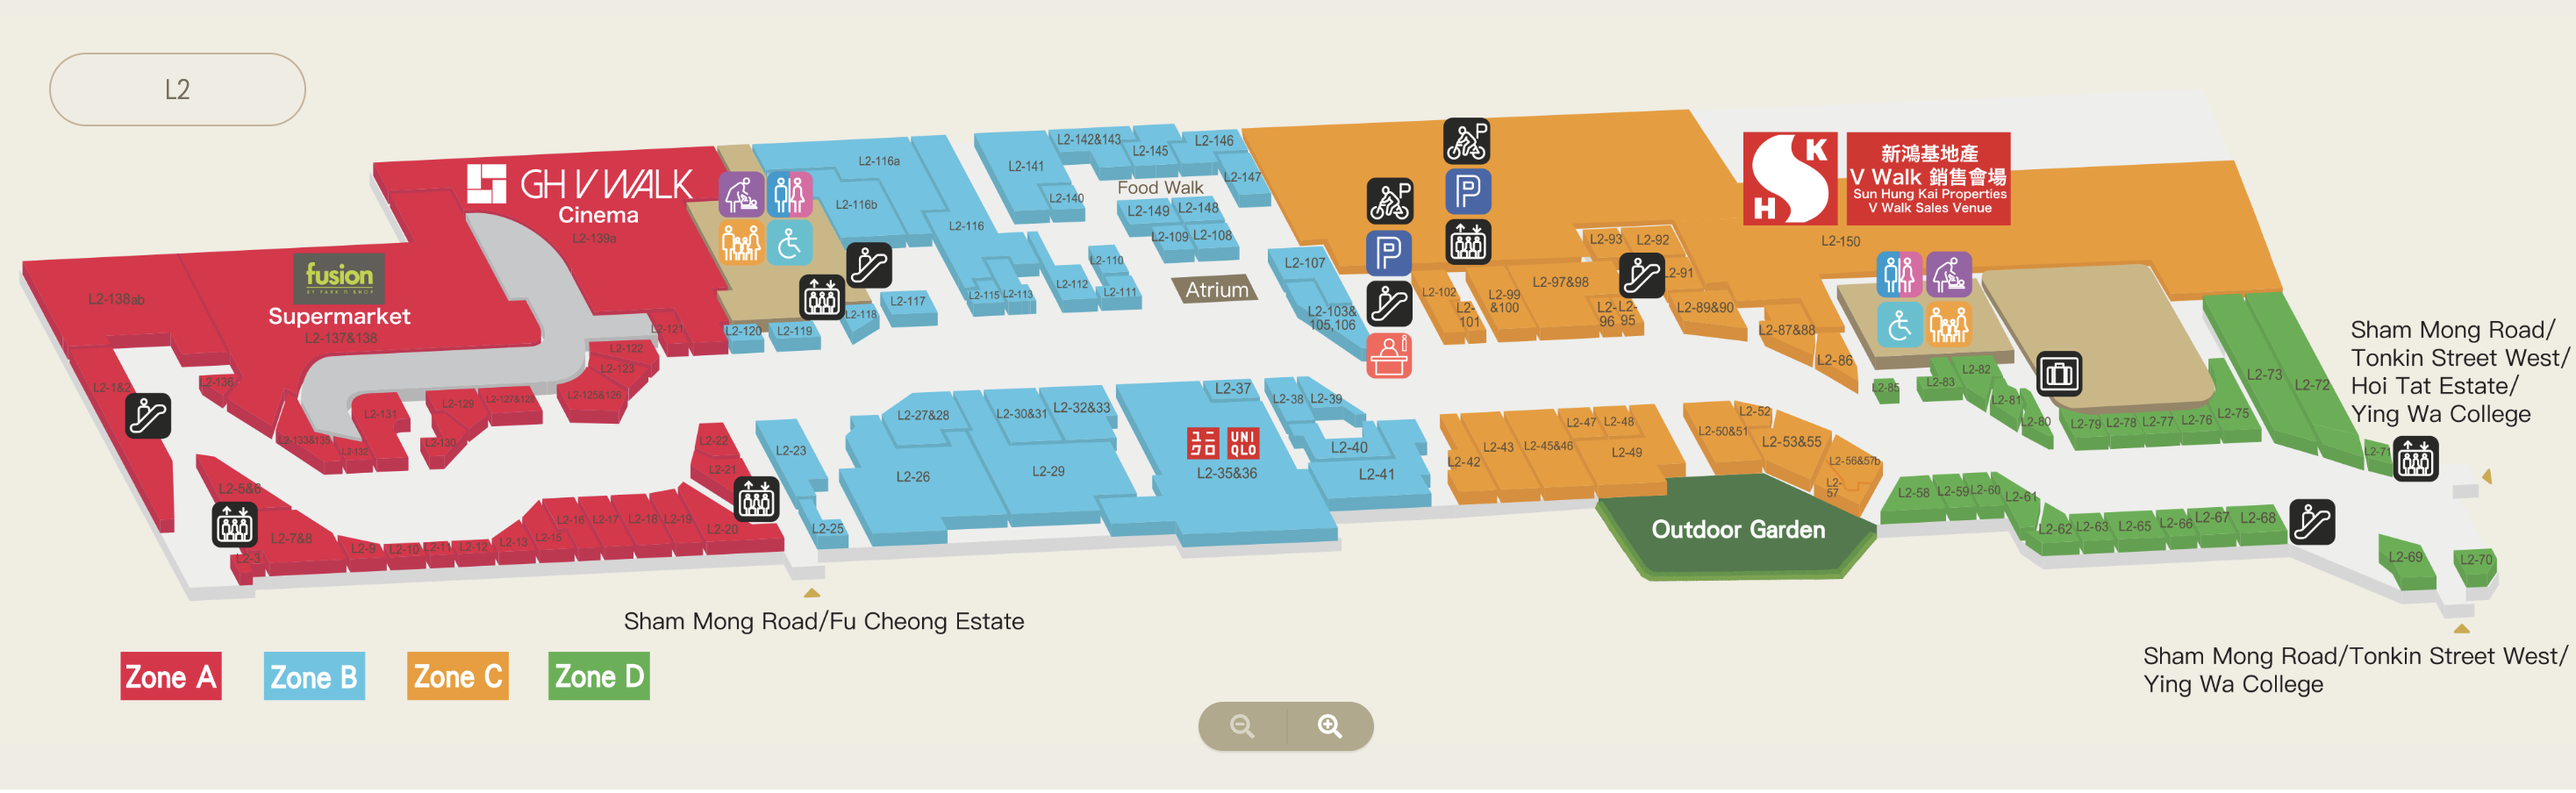 L2
GH V WALK
Cinema
L2-139a
fusion
BY PARK N SHOP
Supermarket
L2-137&138
L2-138ab
L2-1&2
L2-136
L2-133&135
L2-132
L2-131
L2-130
L2-129
L2-127&128
L2-125&126
L2-123
L2-122
L2-121
L2-5&6
L2-3
L2-7&8
L2-9
L2-10
L2-11
L2-12
L2-13
L2-15
L2-16
L2-17
L2-18
L2-19
L2-20
L2-21
L2-22
L2-116a
L2-116b
L2-116
L2-115
L2-113
L2-112
L2-111
L2-110
L2-117
L2-118
L2-119
L2-120
L2-141
L2-140
L2-142&143
L2-145
L2-146
L2-147
Food Walk
L2-149
L2-148
L2-109
L2-108
Atrium
L2-107
L2-103&
105,106
L2-23
L2-25
L2-26
L2-27&28
L2-29
L2-30&31
L2-32&33
L2-37
ユニ
クロ
UNI
QLO
L2-35&36
L2-38
L2-39
L2-40
L2-41
P
P
P
P
L2-102
L2-
101
L2-99
&100
L2-97&98
L2-
96
L2-
95
L2-93
L2-92
L2-91
L2-89&90
L2-87&88
L2-86
S
H
K
新鴻基地產
V Walk 銷售會場
Sun Hung Kai Properties
V Walk Sales Venue
L2-150
L2-42
L2-43
L2-45&46
L2-47
L2-48
L2-49
L2-50&51
L2-52
L2-53&55
L2-56&57b
L2-
57
Outdoor Garden
L2-85
L2-83
L2-82
L2-81
L2-80
L2-79
L2-78
L2-77
L2-76
L2-75
L2-73
L2-72
L2-71
L2-58
L2-59
L2-60
L2-61
L2-62
L2-63
L2-65
L2-66
L2-67
L2-68
L2-69
L2-70
Sham Mong Road/
Tonkin Street West/
Hoi Tat Estate/
Ying Wa College
Sham Mong Road/Fu Cheong Estate
Sham Mong Road/Tonkin Street West/
Ying Wa College
Zone A
Zone B
Zone C
Zone D